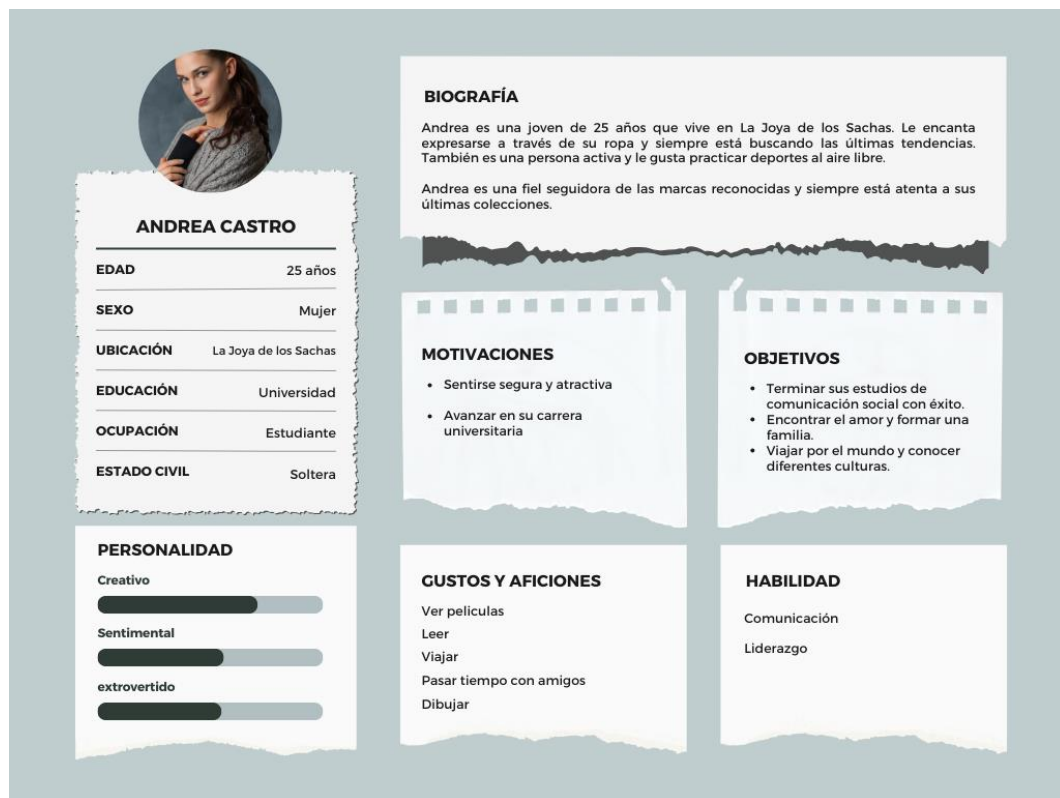 ANDREA CASTRO
EDAD 25 años
SEXO Mujer
UBICACIÓN La Joya de los Sachas
EDUCACIÓN Universidad
OCUPACIÓN Estudiante
ESTADO CIVIL Soltera
PERSONALIDAD
Creativo
Sentimental
extrovertido
BIOGRAFÍA
Andrea es una joven de 25 años que vive en La Joya de los Sachas. Le encanta
expresarse a través de su ropa y siempre está buscando las últimas tendencias.
También es una persona activa y le gusta practicar deportes al aire libre.
Andrea es una fiel seguidora de las marcas reconocidas y siempre está atenta a sus
últimas colecciones.
MOTIVACIONES
• Sentirse segura y atractiva
• Avanzar en su carrera
universitaria
OBJETIVOS
• Terminar sus estudios de
comunicación social con éxito.
• Encontrar el amor y formar una
familia.
• Viajar por el mundo y conocer
diferentes culturas.
GUSTOS Y AFICIONES
Ver peliculas
Leer
Viajar
Pasar tiempo con amigos
Dibujar
HABILIDAD
Comunicación
Liderazgo